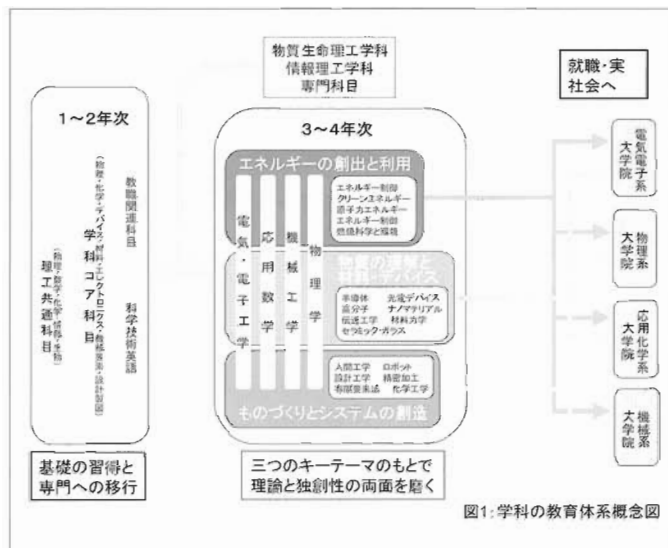 物質生命理工学科
情報理工学科
専門科目
就職・実
社会へ
1～2年次
理工共通科目
(物理・数学・化学・情報・生物)
学科コア科目
(物理・化学・デバイス・材料・エレクトロニクス・機械要素・設計製図)
教職関連科目
科学技術英語
基礎の習得と
専門への移行
3～4年次
エネルギーの創出と利用
エネルギー制御
クリーンエネルギー
原子力エネルギー
エネルギー制御
燃焼科学と環境
電気・電子工学
応用数学
機械工学
物理学
物質の理解と
材料・デバイス
半導体 光電デバイス
高分子 ナノマテリアル
伝送工学 材料力学
セラミック・ガラス
人間工学 ロボット
設計工学 精密加工
化学工学
ものづくりとシステムの創造
三つのキーテーマのもとで
理論と独創性の両面を磨く
電気電子系
大学院
物理系
大学院
応用化学系
大学院
機械系
大学院
図1:学科の教育体系概念図